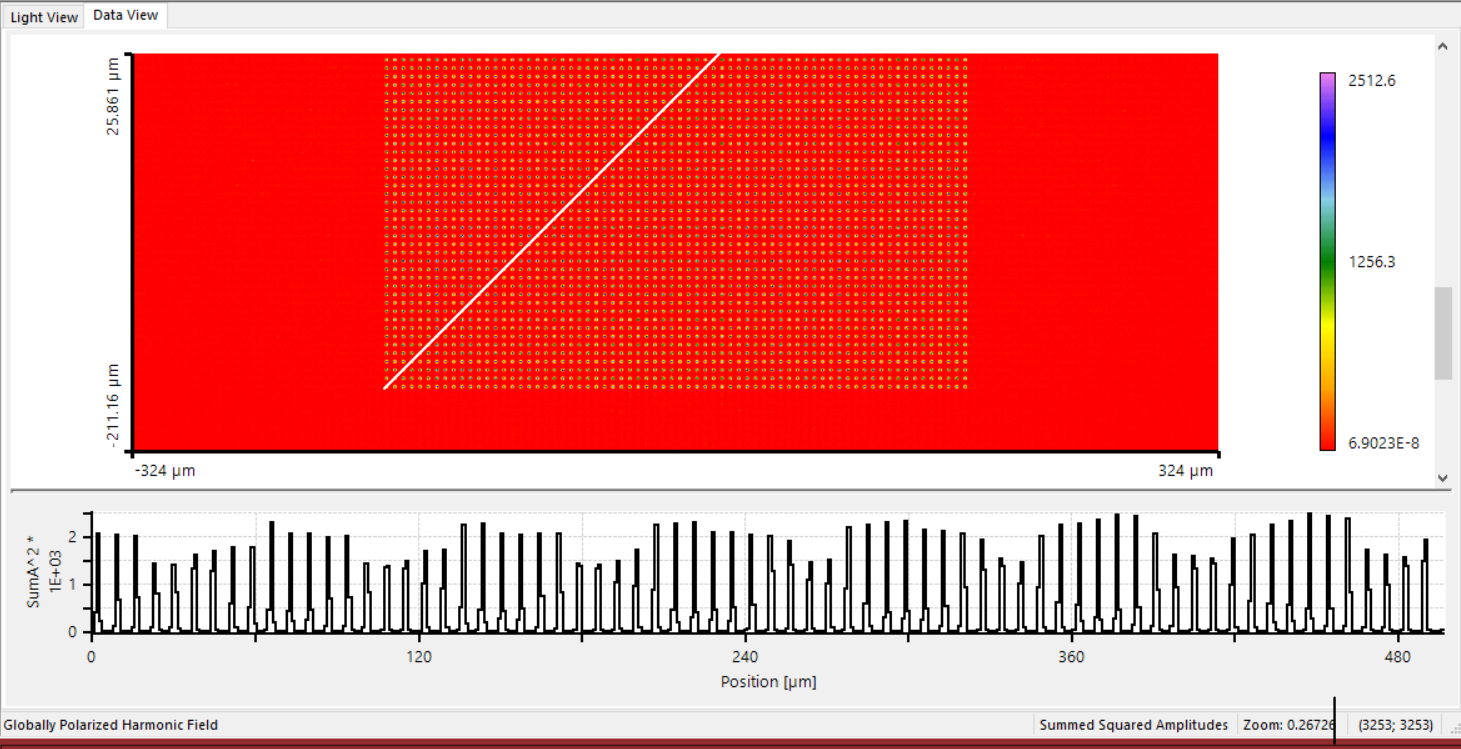 Light View Data View
25.861 µm
-211.16 µm
2512.6
1256.3
6.9023E-8
-324 µm 324 µm
SumA^2 *
1E+03
2
1
0
0 120 240 360 480
Position [µm]
Globally Polarized Harmonic Field Summed Squared Amplitudes Zoom: 0.26726 (3253; 3253)